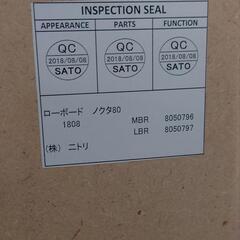 INSPECTION SEAL
APPEARANCE PARTS FUNCTION
QC QC QC
2018/08/08 2018/08/08 2018/08/08
SATO SATO SATO
ローボード ノクタ80
1808 MBR 8050796
LBR 8050797
(株) ニトリ